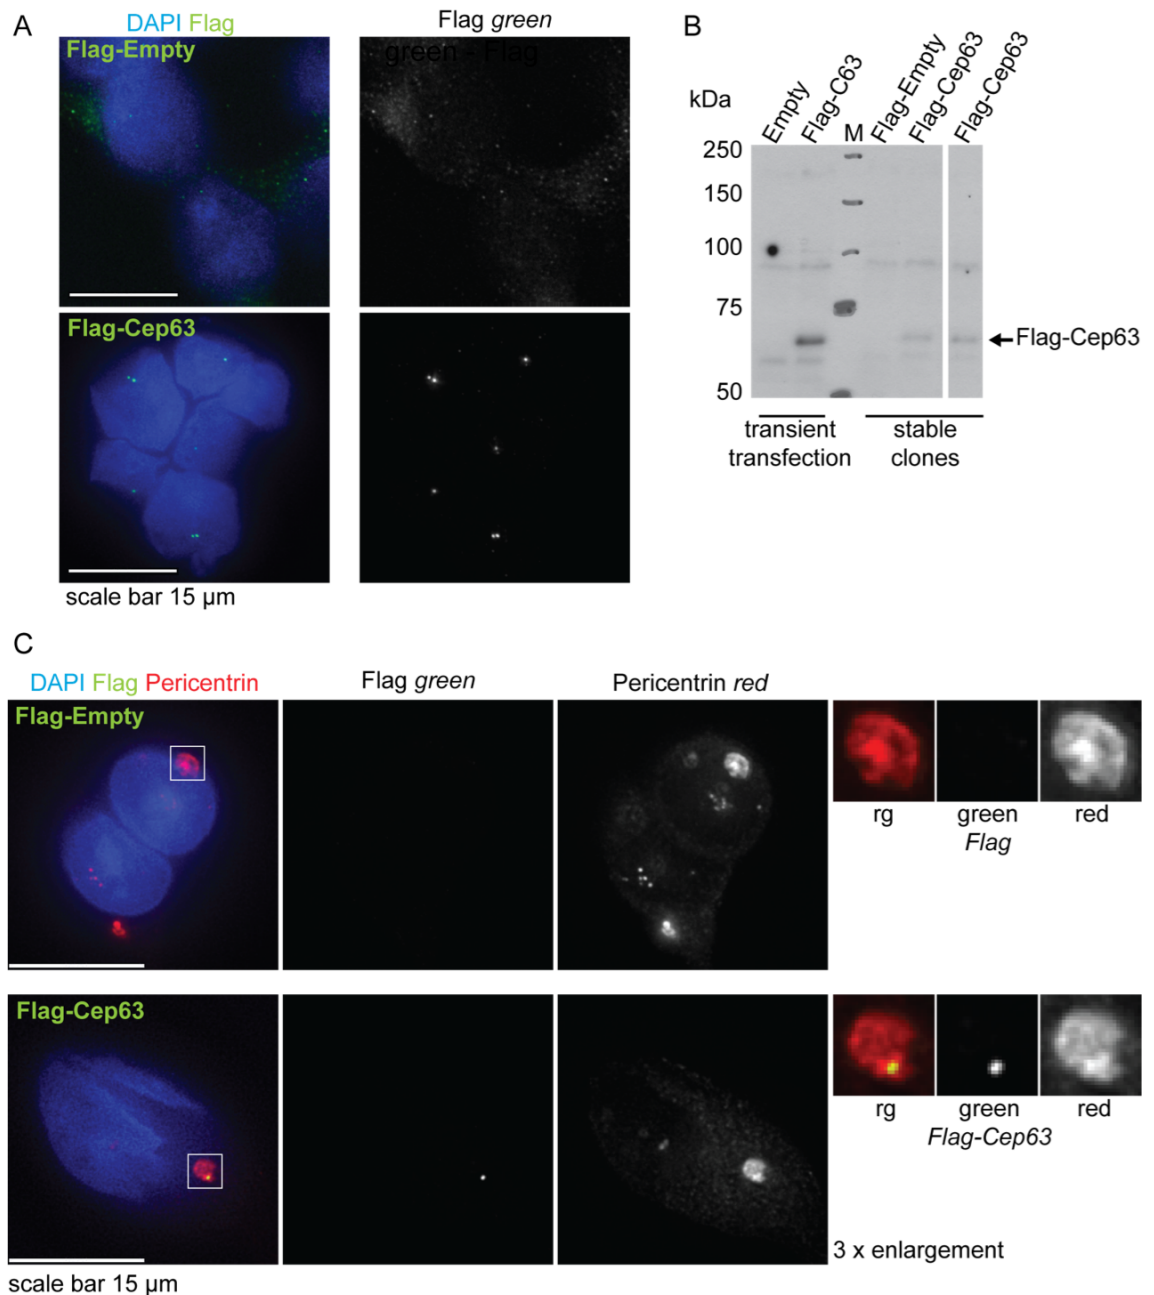 A
DAPI Flag
Flag green
Flag-Empty
green - Flag
Flag-Cep63
scale bar 15 µm
B
kDa
Empty
Flag-C63
M
Flag-Empty
Flag-Cep63
Flag-Cep63
250
150
100
75
50
Flag-Cep63
transient
transfection
stable
clones
C
DAPI Flag Pericentrin
Flag green
Pericentrin red
Flag-Empty
rg
green
red
Flag
Flag-Cep63
rg
green
red
Flag-Cep63
3 x enlargement
scale bar 15 µm